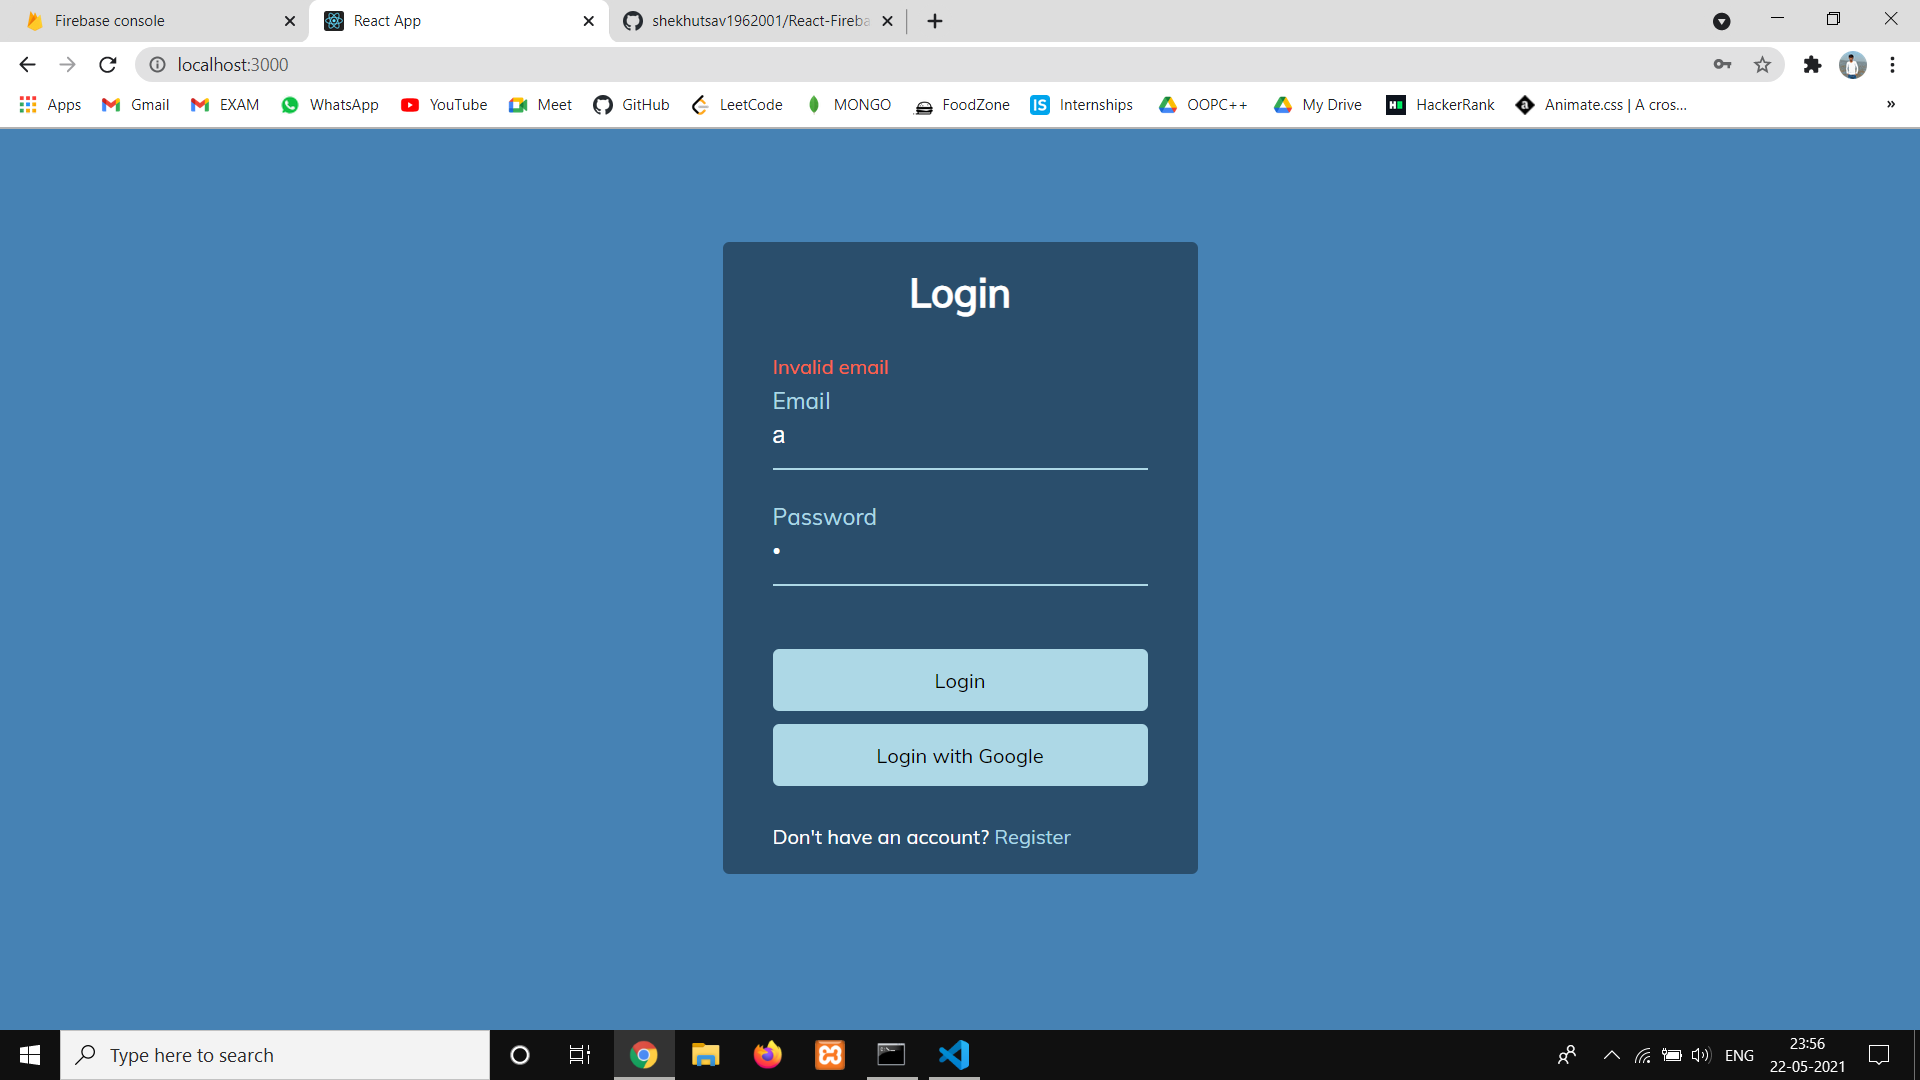 Firebase console
React App
shekhutsav1962001/React-Fireba
localhost:3000
Apps
Gmail
EXAM
WhatsApp
YouTube
Meet
GitHub
LeetCode
MONGO
FoodZone
IS Internships
OOPC++
My Drive
HackerRank
Animate.css | A cros...
»
Login
Invalid email
Email
a
Password
•
Login
Login with Google
Don't have an account? Register
Type here to search
ENG
23:56
22-05-2021